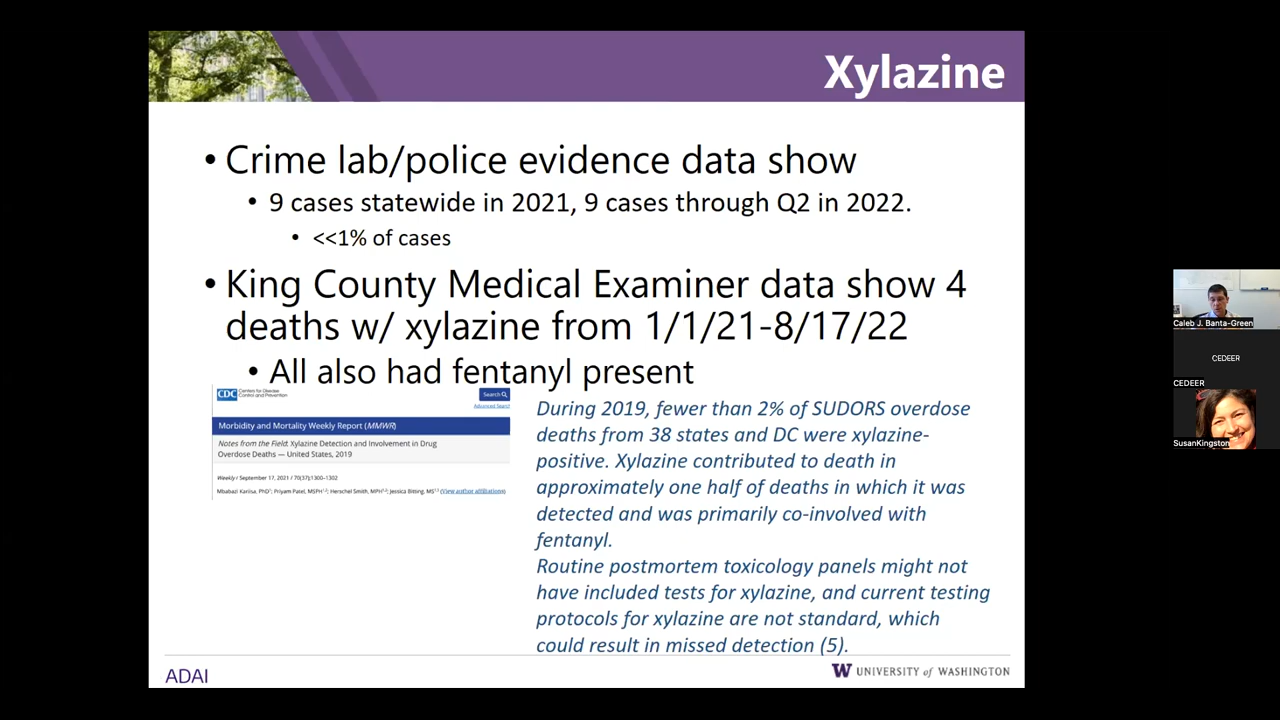 Xylazine
• Crime lab/police evidence data show
• 9 cases statewide in 2021, 9 cases through Q2 in 2022.
• <<1% of cases
• King County Medical Examiner data show 4
deaths w/ xylazine from 1/1/21-8/17/22
• All also had fentanyl present
CDC Centers for Disease
Control and Prevention
Search
Advanced Search
Morbidity and Mortality Weekly Report (MMWR)
Notes from the Field: Xylazine Detection and Involvement in Drug
Overdose Deaths — United States, 2019
Weekly / September 17, 2021 / 70(37);1300–1302
Mbabazi Kariisa, PhD1; Priyam Patel, MSPH1,2; Herschel Smith, MPH1,2; Jessica Bitting, MS1,3 (View author affiliations)
During 2019, fewer than 2% of SUDORS overdose
deaths from 38 states and DC were xylazine-
positive. Xylazine contributed to death in
approximately one half of deaths in which it was
detected and was primarily co-involved with
fentanyl.
Routine postmortem toxicology panels might not
have included tests for xylazine, and current testing
protocols for xylazine are not standard, which
could result in missed detection (5).
ADAI
W UNIVERSITY of WASHINGTON
Caleb J. Banta-Green
CEDEER
CEDEER
SusanKingston